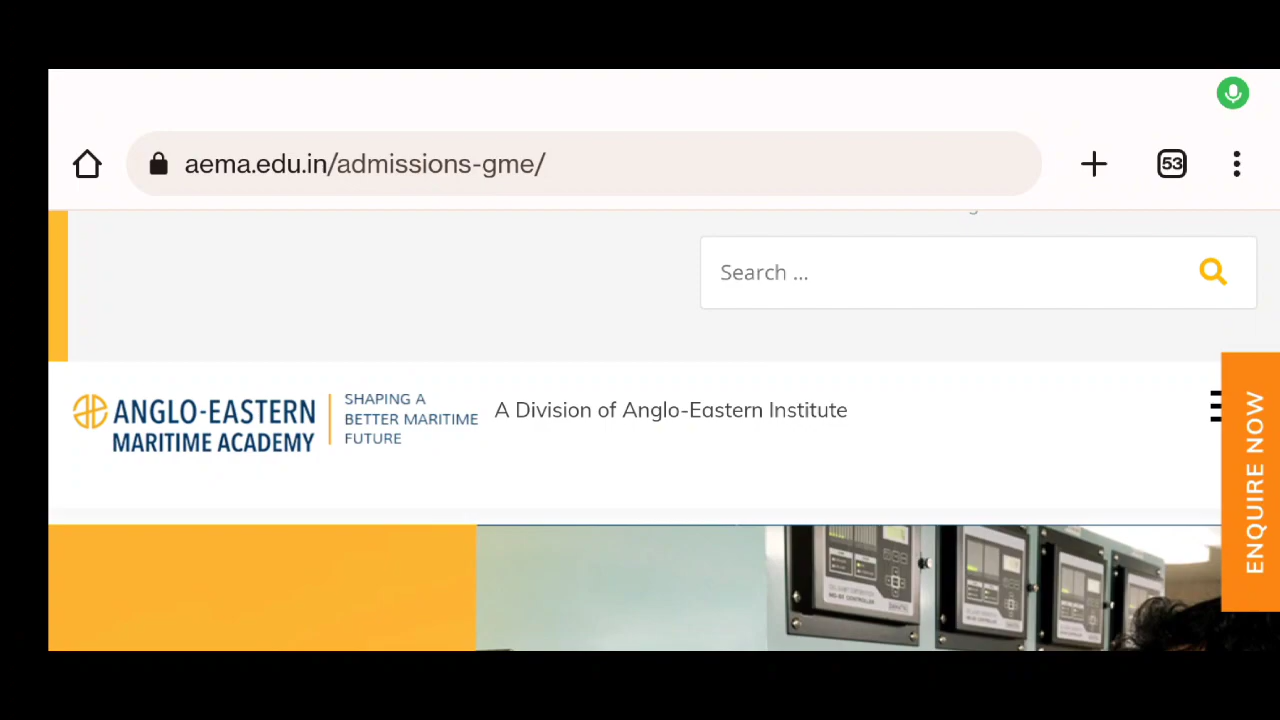 aema.edu.in/admissions-gme/
53
Search ...
ANGLO-EASTERN
MARITIME ACADEMY
SHAPING A
BETTER MARITIME
FUTURE
A Division of Anglo-Eastern Institute
ENQUIRE NOW